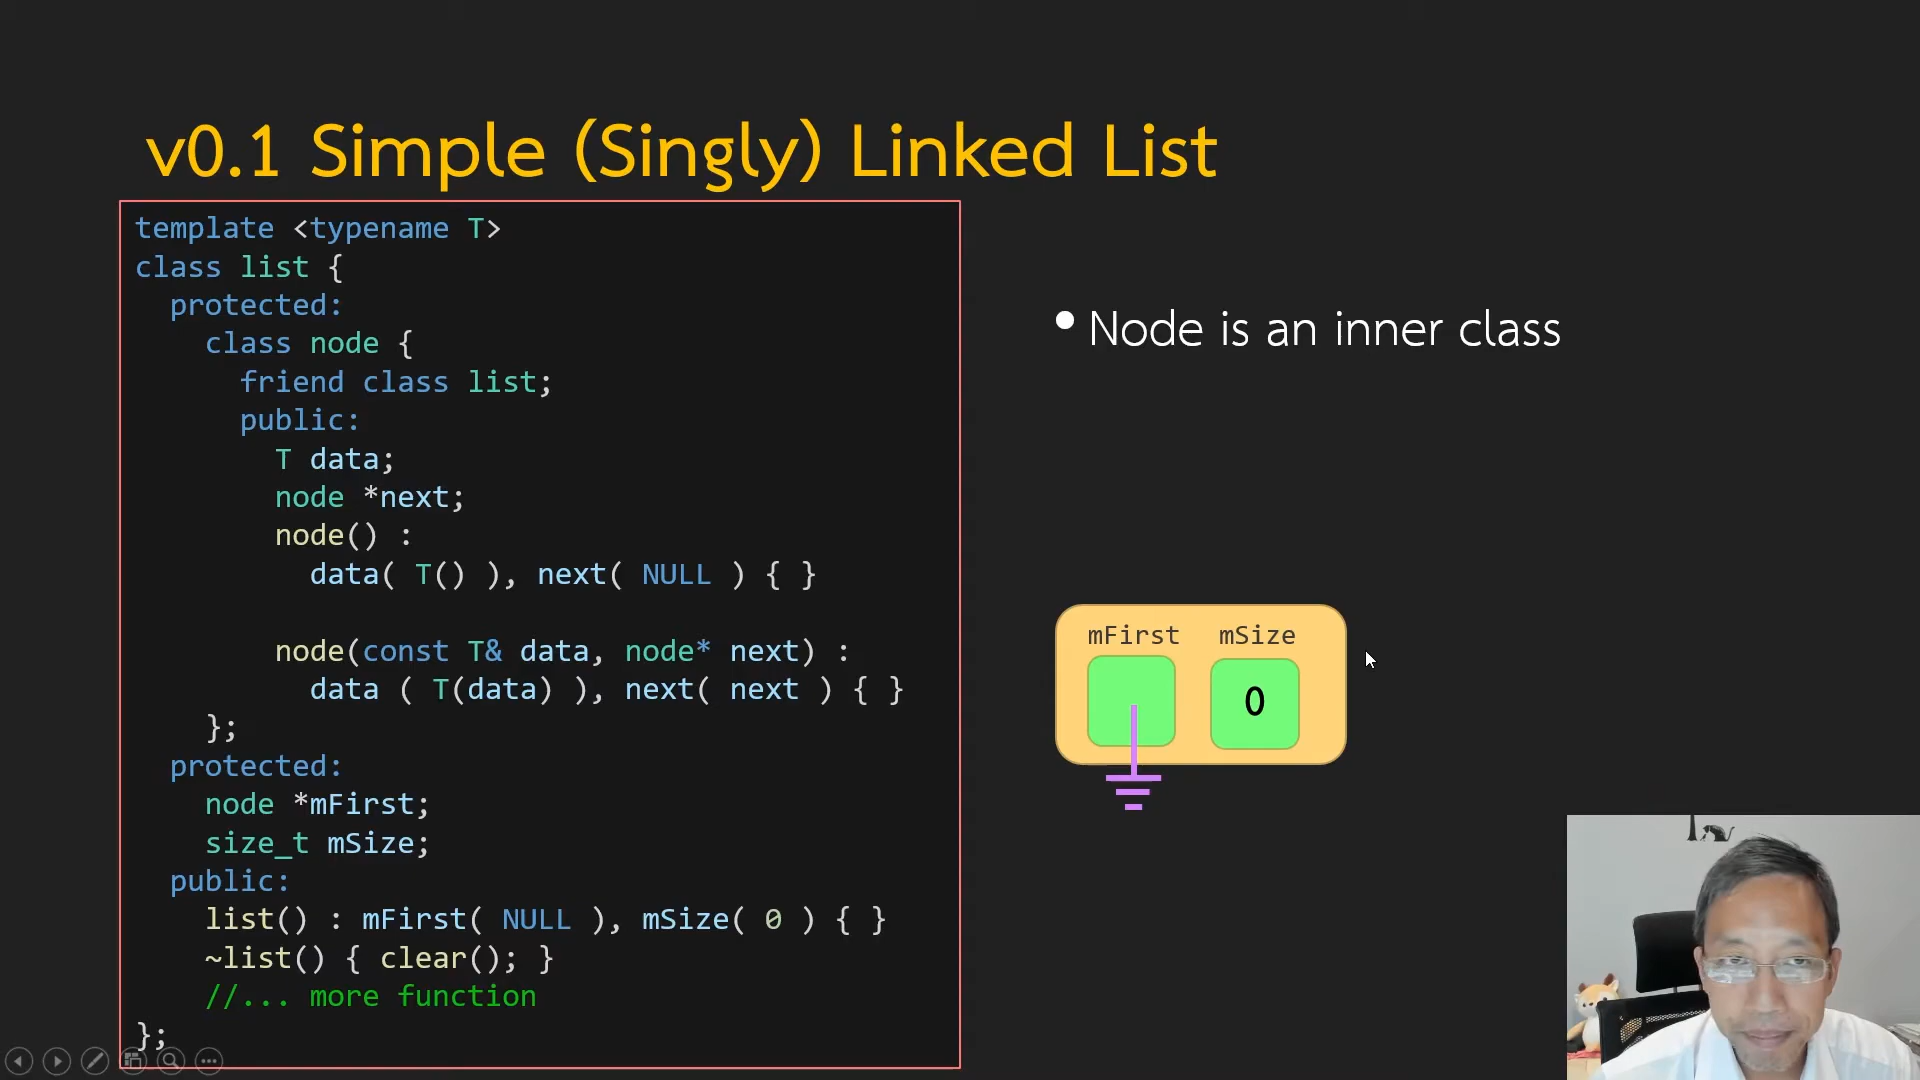 v0.1 Simple (Singly) Linked List
template <typename T>
class list {
protected:
class node {
friend class list;
public:
T data;
node *next;
node() :
data( T() ), next( NULL ) { }
node(const T& data, node* next) :
data ( T(data) ), next( next ) { }
};
protected:
node *mFirst;
size_t mSize;
public:
list() : mFirst( NULL ), mSize( 0 ) { }
~list() { clear(); }
//... more function
};
• Node is an inner class
mFirst mSize
0